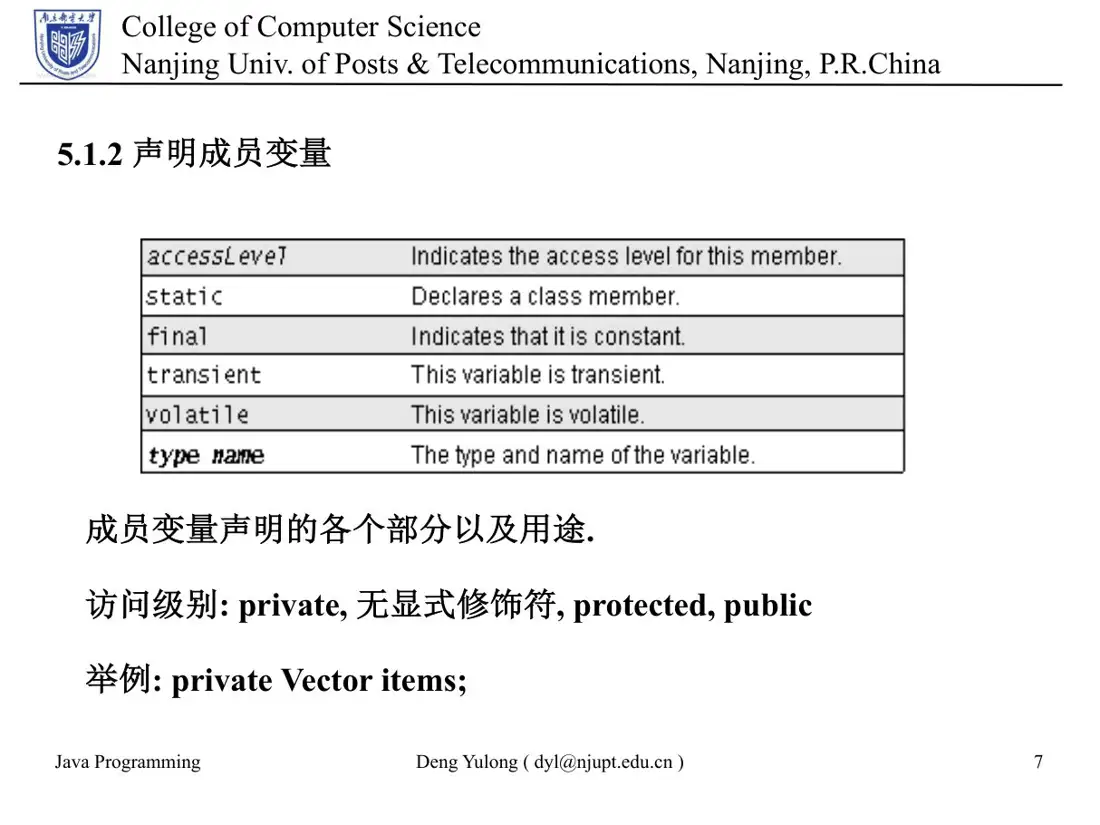 College of Computer Science
Nanjing Univ. of Posts & Telecommunications, Nanjing, P.R.China
5.1.2 声明成员变量
accessLevel Indicates the access level for this member.
static Declares a class member.
final Indicates that it is constant.
transient This variable is transient.
volatile This variable is volatile.
type name The type and name of the variable.
成员变量声明的各个部分以及用途.
访问级别: private, 无显式修饰符, protected, public
举例: private Vector items;
Java Programming Deng Yulong ( dyl@njupt.edu.cn ) 7